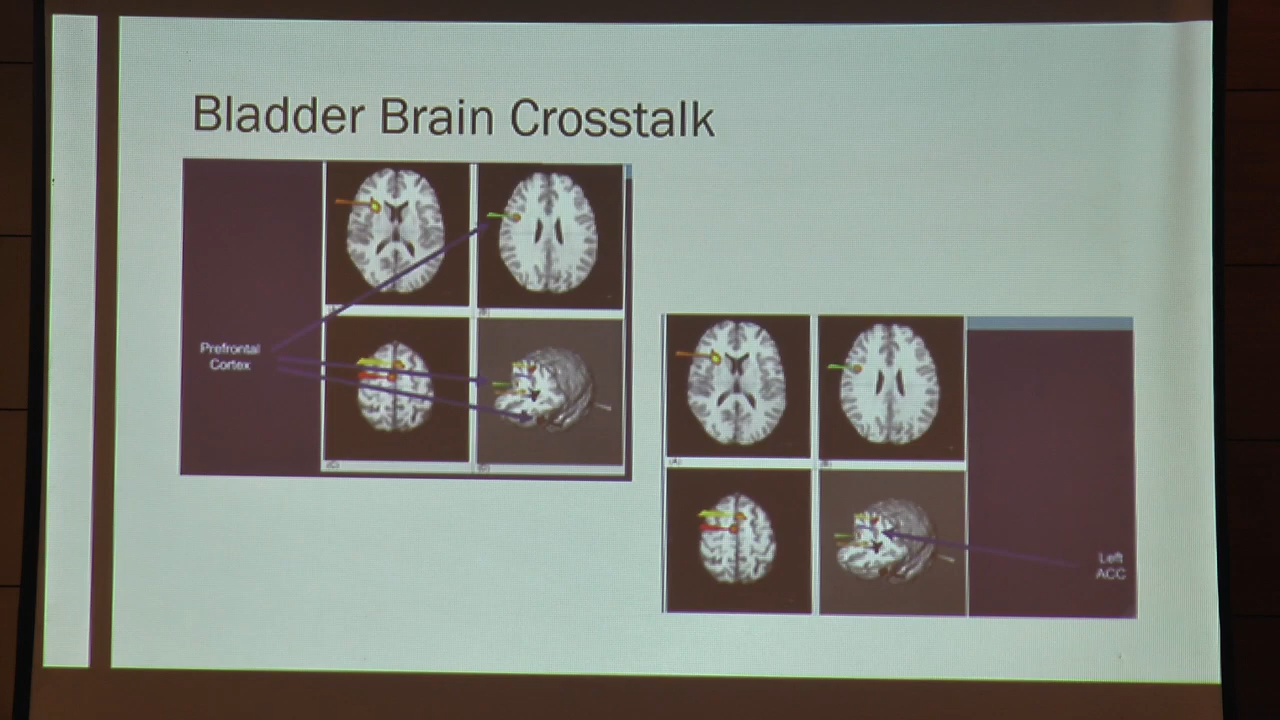 Bladder Brain Crosstalk
Prefrontal
Cortex
(C)
(D)
(A)
(B)
Left
ACC